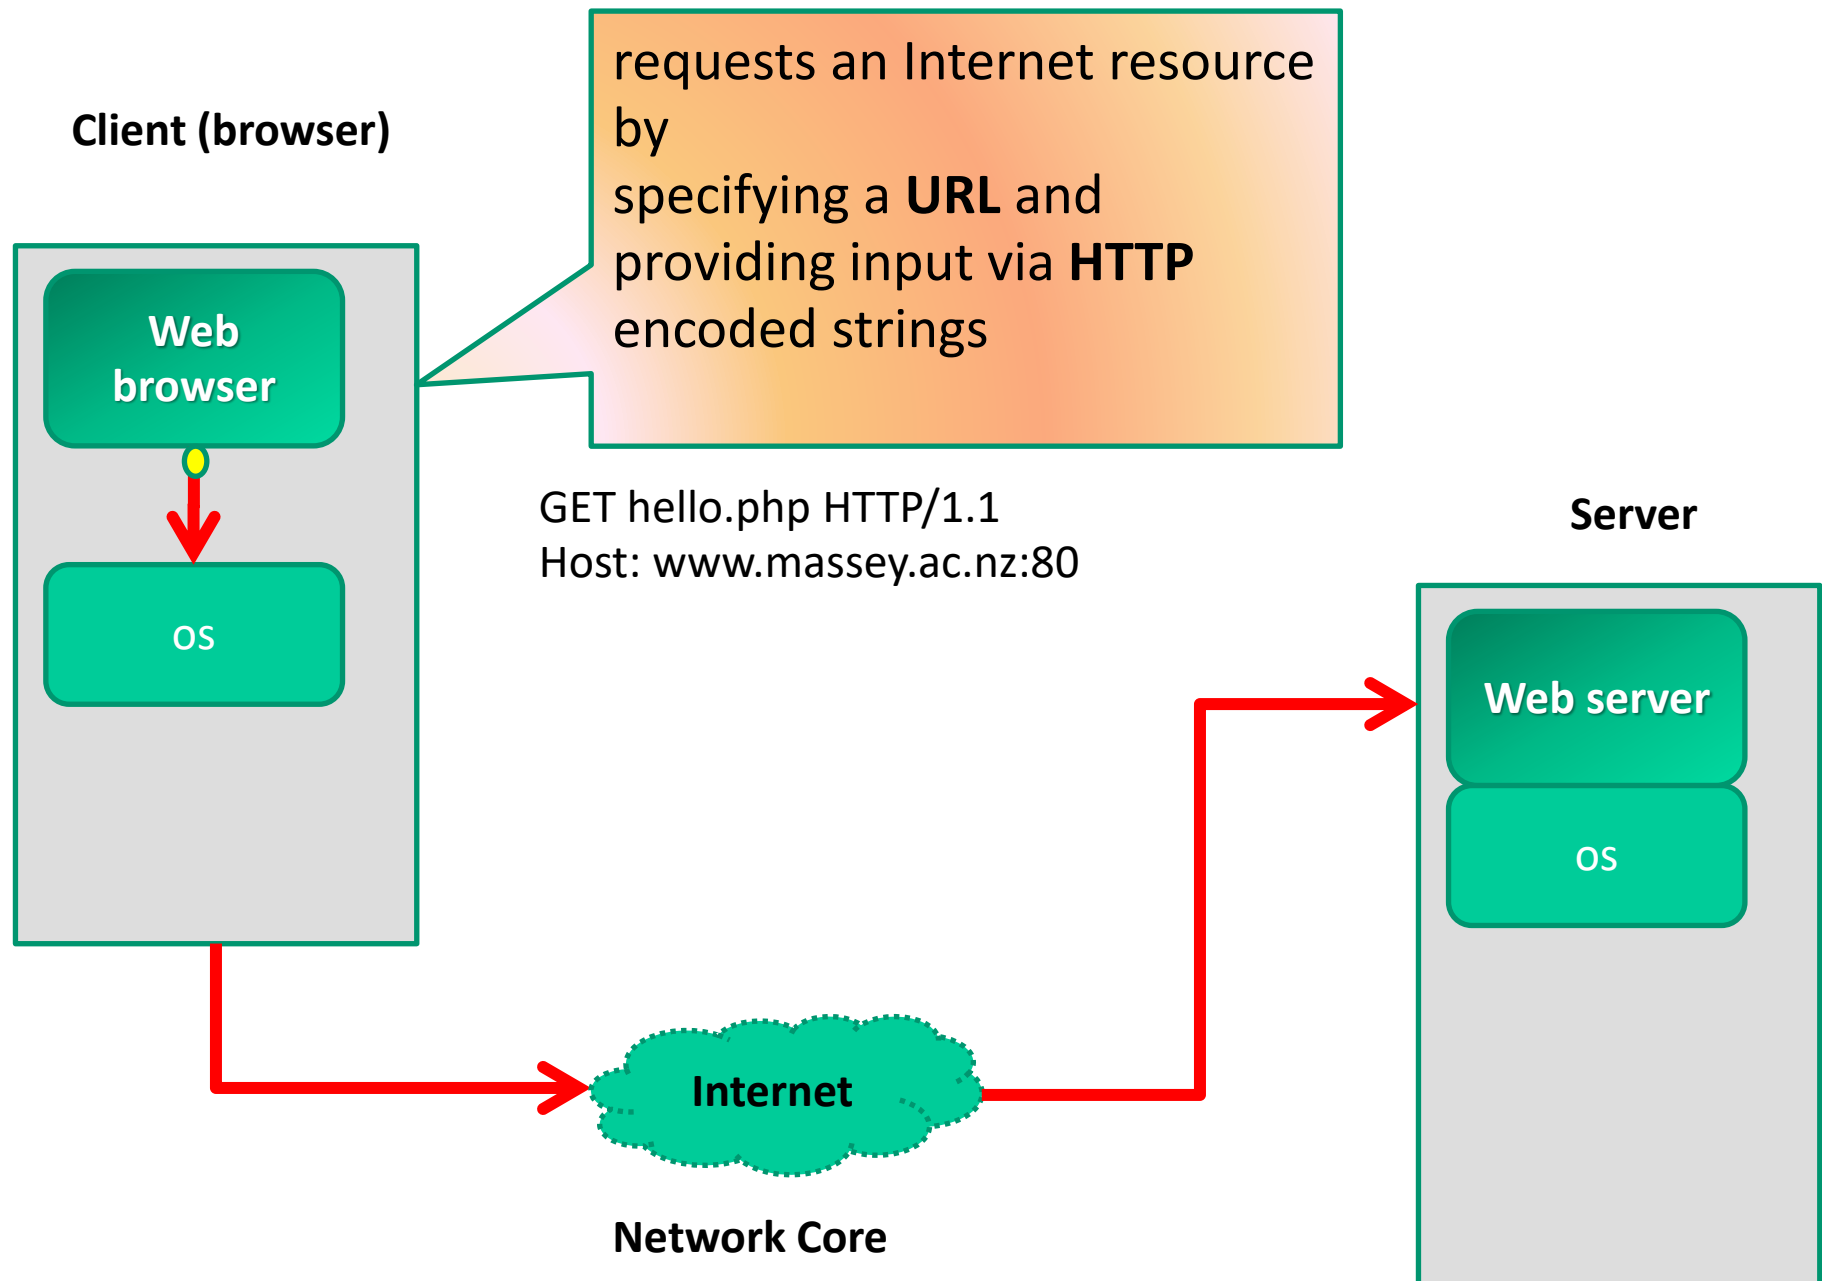 Client (browser)
requests an Internet resource
by
specifying a URL and
providing input via HTTP
encoded strings
Web
browser
OS
GET hello.php HTTP/1.1
Host: www.massey.ac.nz:80
Server
Web server
OS
Internet
Network Core